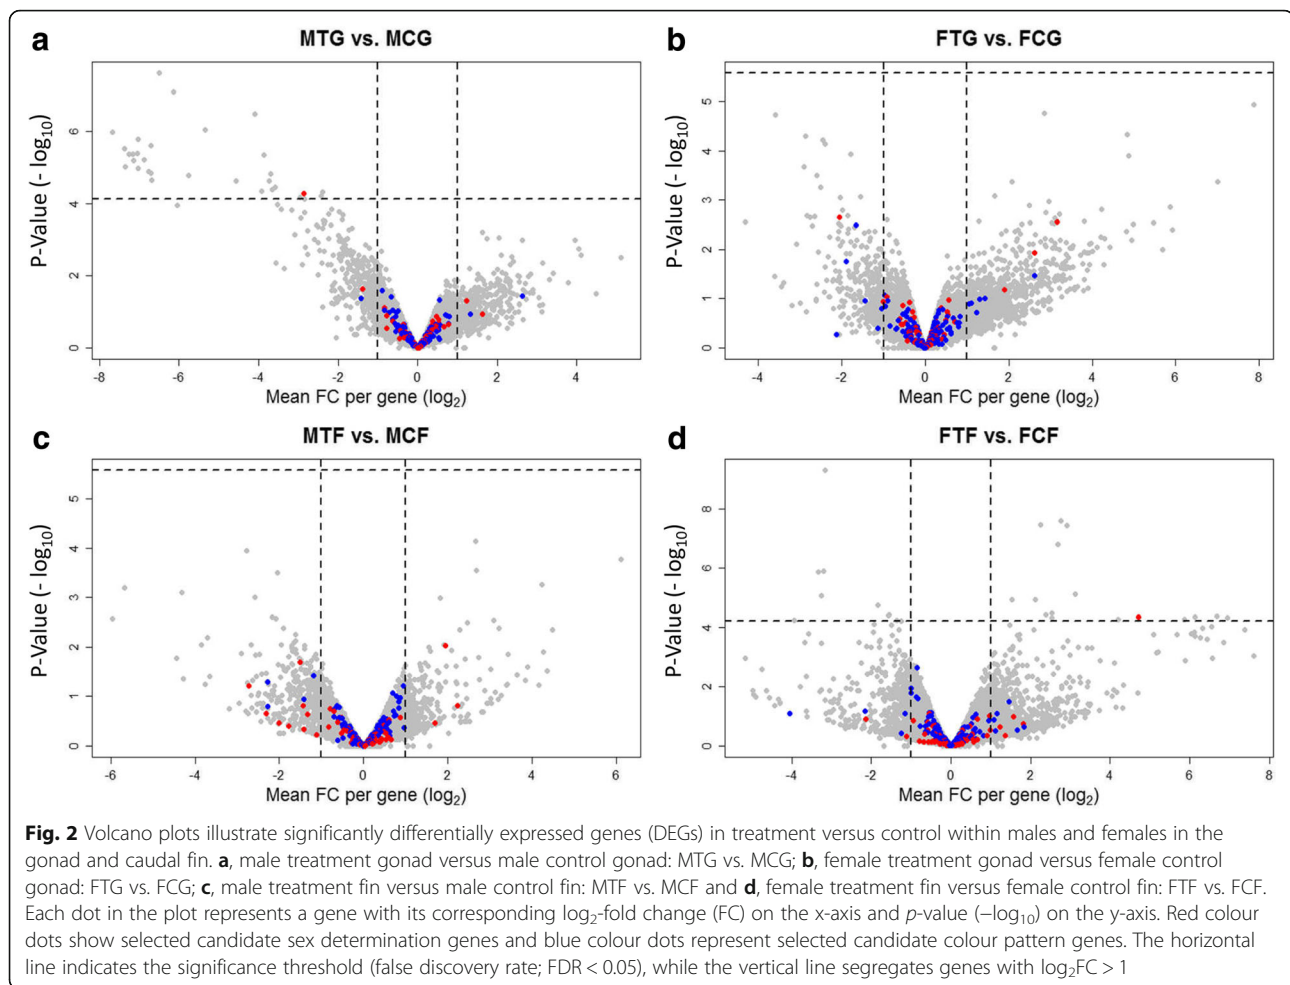 a
MTG vs. MCG
P-Value (- log10)
0 2 4 6
-8 -6 -4 -2 0 2 4
Mean FC per gene (log2)
b
FTG vs. FCG
P-Value (- log10)
0 1 2 3 4 5
-4 -2 0 2 4 6 8
Mean FC per gene (log2)
c
MTF vs. MCF
P-Value (- log10)
0 1 2 3 4 5
-6 -4 -2 0 2 4 6
Mean FC per gene (log2)
d
FTF vs. FCF
P-Value (- log10)
0 2 4 6 8
-4 -2 0 2 4 6 8
Mean FC per gene (log2)
Fig. 2 Volcano plots illustrate significantly differentially expressed genes (DEGs) in treatment versus control within males and females in the
gonad and caudal fin. a, male treatment gonad versus male control gonad: MTG vs. MCG; b, female treatment gonad versus female control
gonad: FTG vs. FCG; c, male treatment fin versus male control fin: MTF vs. MCF and d, female treatment fin versus female control fin: FTF vs. FCF.
Each dot in the plot represents a gene with its corresponding log2-fold change (FC) on the x-axis and p-value (−log10) on the y-axis. Red colour
dots show selected candidate sex determination genes and blue colour dots represent selected candidate colour pattern genes. The horizontal
line indicates the significance threshold (false discovery rate; FDR < 0.05), while the vertical line segregates genes with log2FC > 1